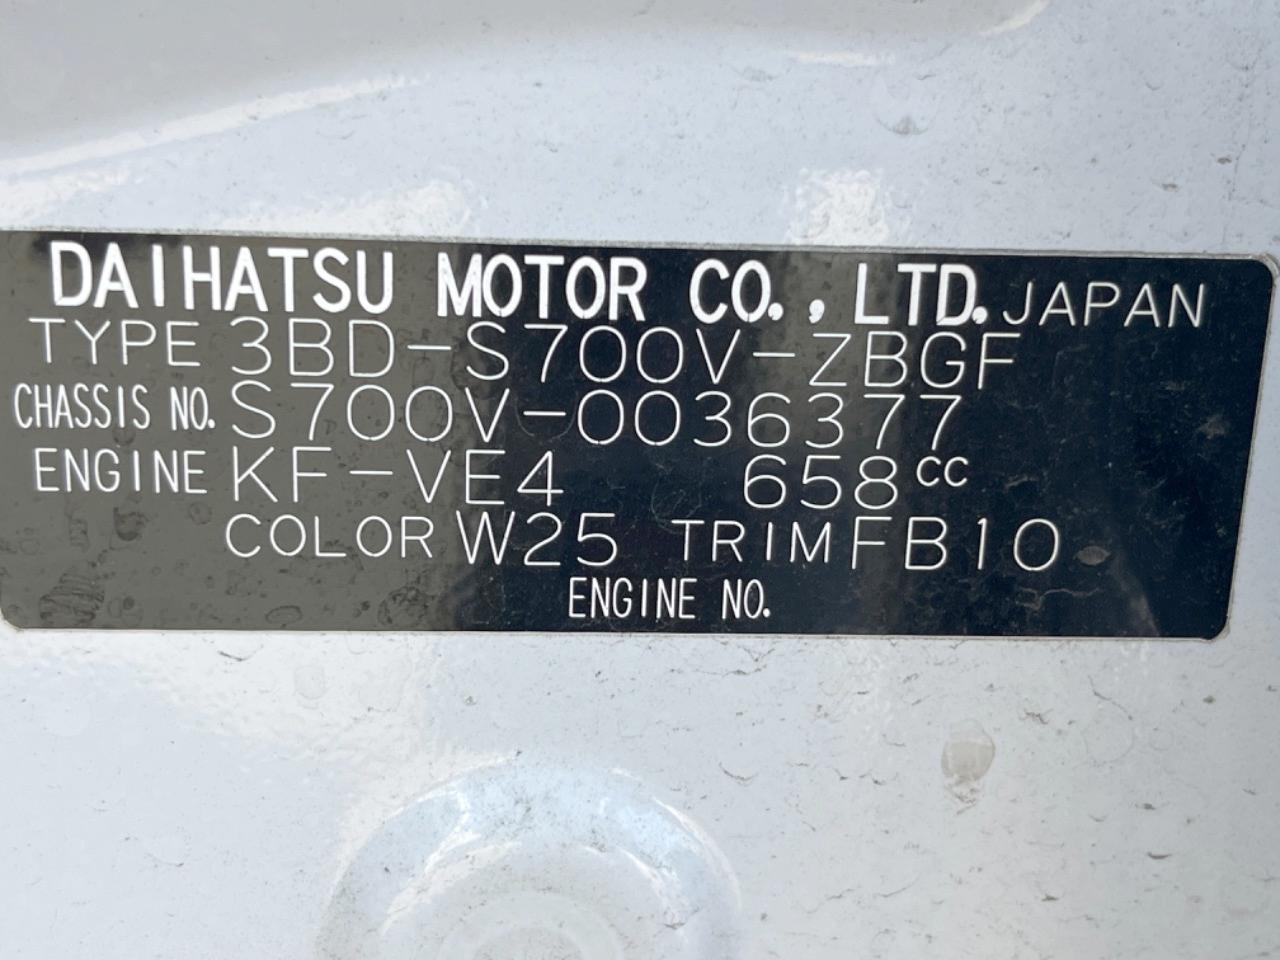 DAIHATSU MOTOR CO., LTD. JAPAN
TYPE 3BD-S700V-ZBGF
CHASSIS NO. S700V-0036377
ENGINE KF-VE4 658cc
COLOR W25 TRIM FB10
ENGINE NO.